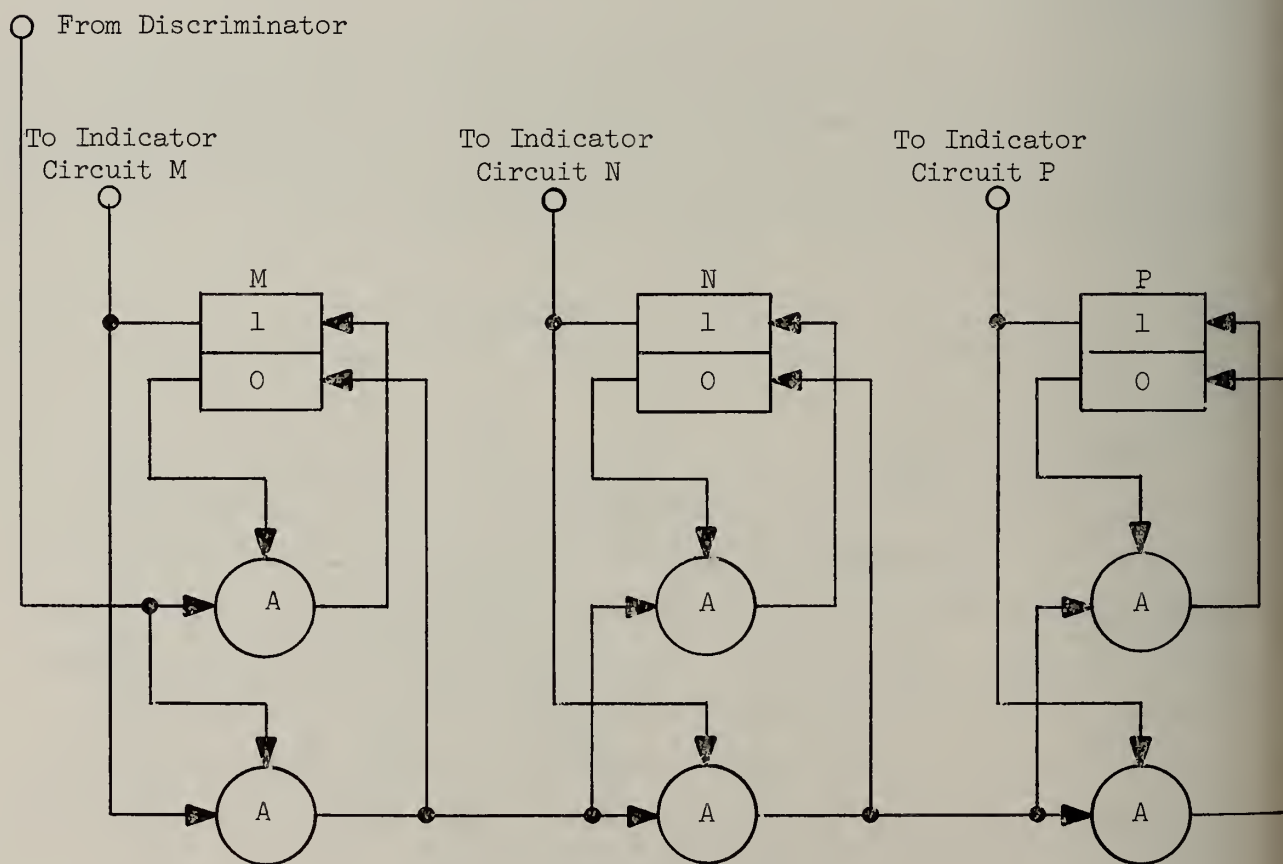 From Discriminator
To Indicator
Circuit M
To Indicator
Circuit N
To Indicator
Circuit P
M
N
P
1
1
1
0
0
0
A
A
A
A
A
A